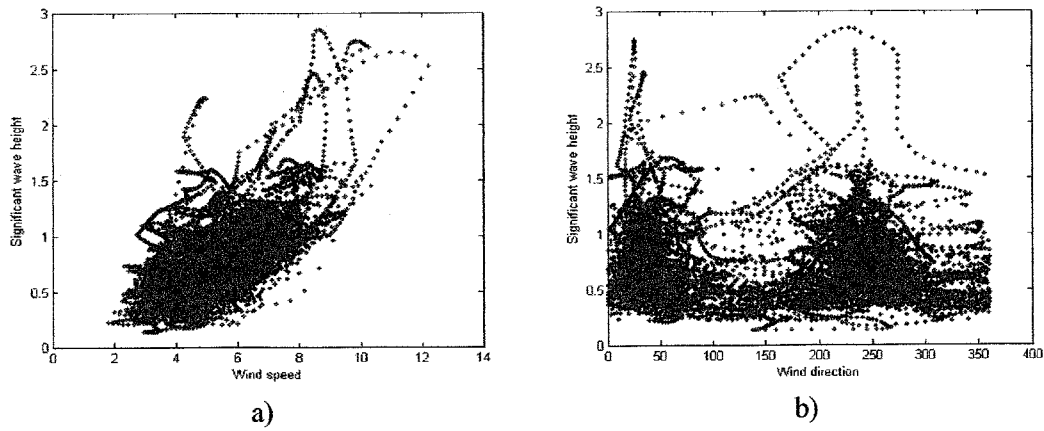 3
2.5
2
1.5
1
0.5
0
Significant wave height
0 2 4 6 8 10 12 14
Wind speed
a)
3
2.5
2
1.5
1
0.5
0
Significant wave height
0 50 100 150 200 250 300 350 400
Wind direction
b)